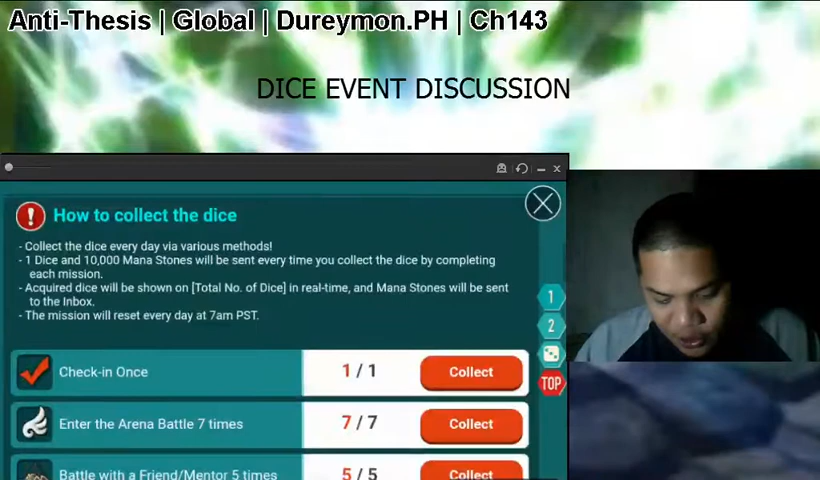 Anti-Thesis | Global | Dureymon.PH | Ch143
DICE EVENT DISCUSSION
How to collect the dice
- Collect the dice every day via various methods!
- 1 Dice and 10,000 Mana Stones will be sent every time you collect the dice by completing
each mission.
- Acquired dice will be shown on [Total No. of Dice] in real-time, and Mana Stones will be sent
to the Inbox.
- The mission will reset every day at 7am PST.
1
2
TOP
Check-in Once 1 / 1 Collect
Enter the Arena Battle 7 times 7 / 7 Collect
Battle with a Friend/Mentor 5 times 5 / 5 Collect